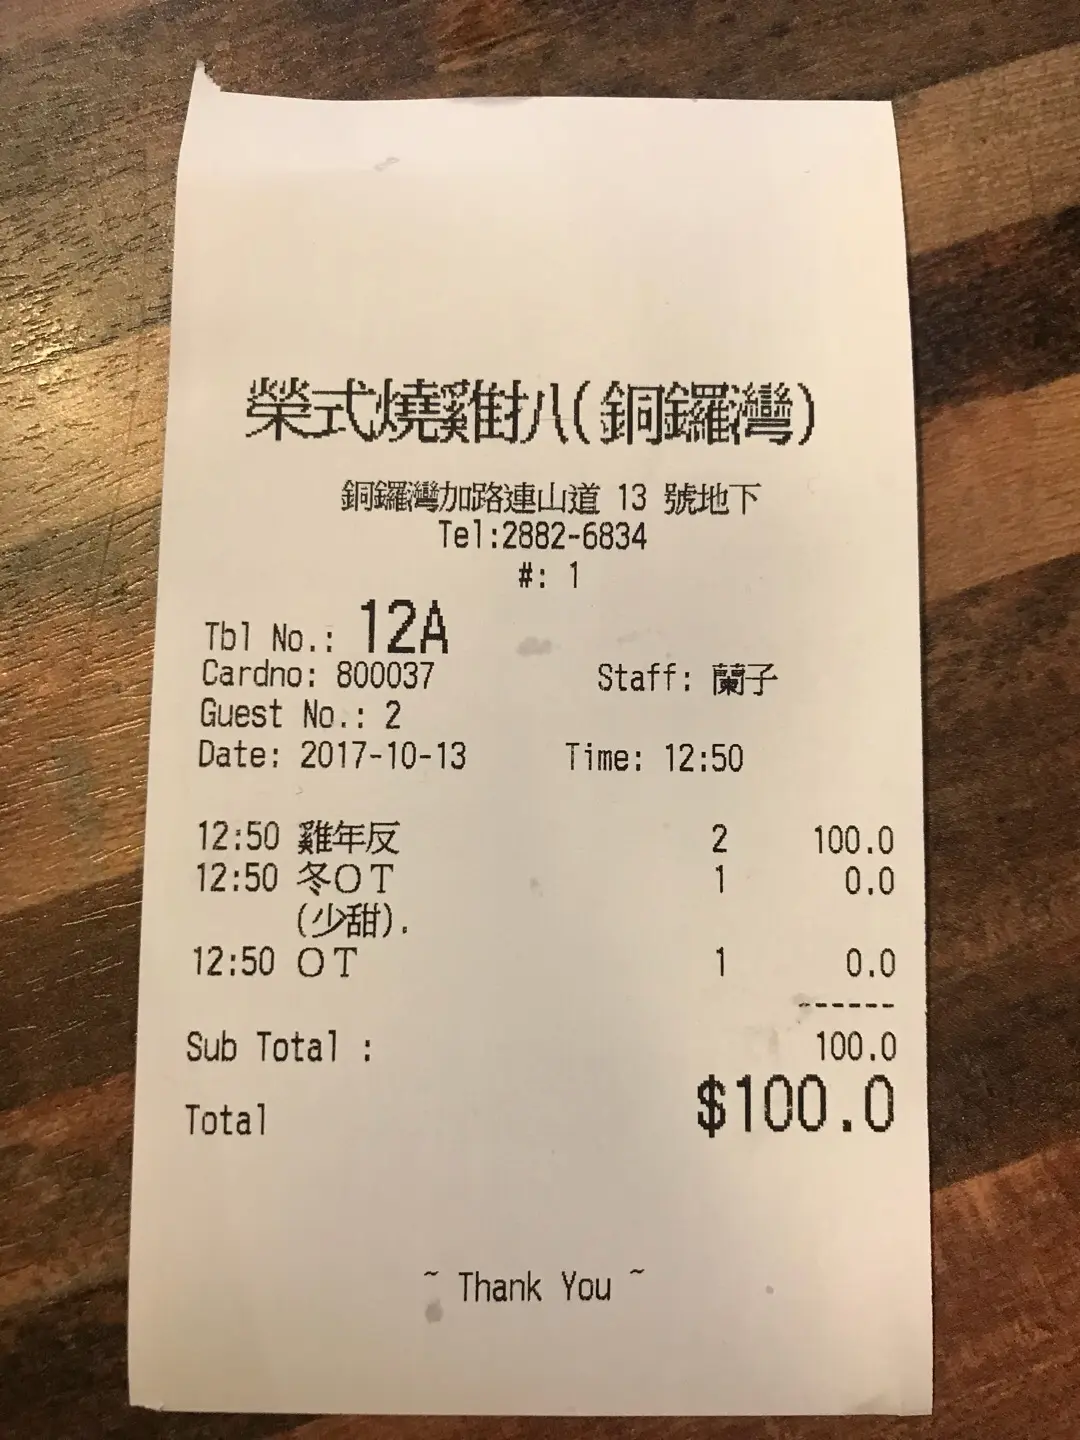 榮式燒雞扒(銅鑼灣)
銅鑼灣加路連山道 13 號地下
Tel:2882-6834
#: 1
Tbl No.: 12A
Cardno: 800037 Staff: 蘭子
Guest No.: 2
Date: 2017-10-13 Time: 12:50
12:50 雞年反 2 100.0
12:50 冬OT 1 0.0
(少甜).
12:50 OT 1 0.0
------
Sub Total : 100.0
Total $100.0
~ Thank You ~